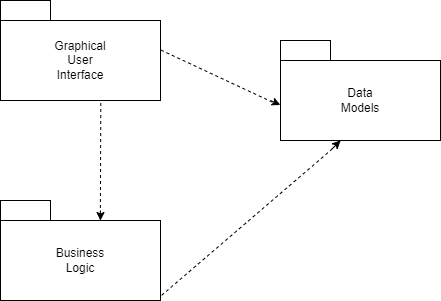 Graphical
User
Interface
Data
Models
Business
Logic